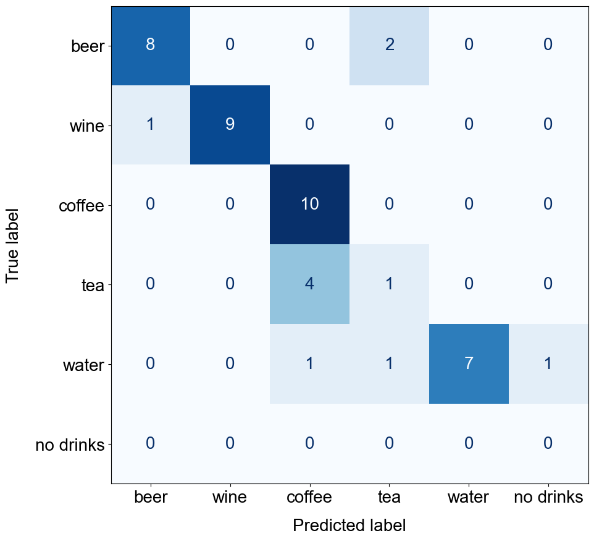 beer 8 0 0 2 0 0
wine 1 9 0 0 0 0
coffee 0 0 10 0 0 0
tea 0 0 4 1 0 0
water 0 0 1 1 7 1
no drinks 0 0 0 0 0 0
beer wine coffee tea water no drinks
Predicted label
True label